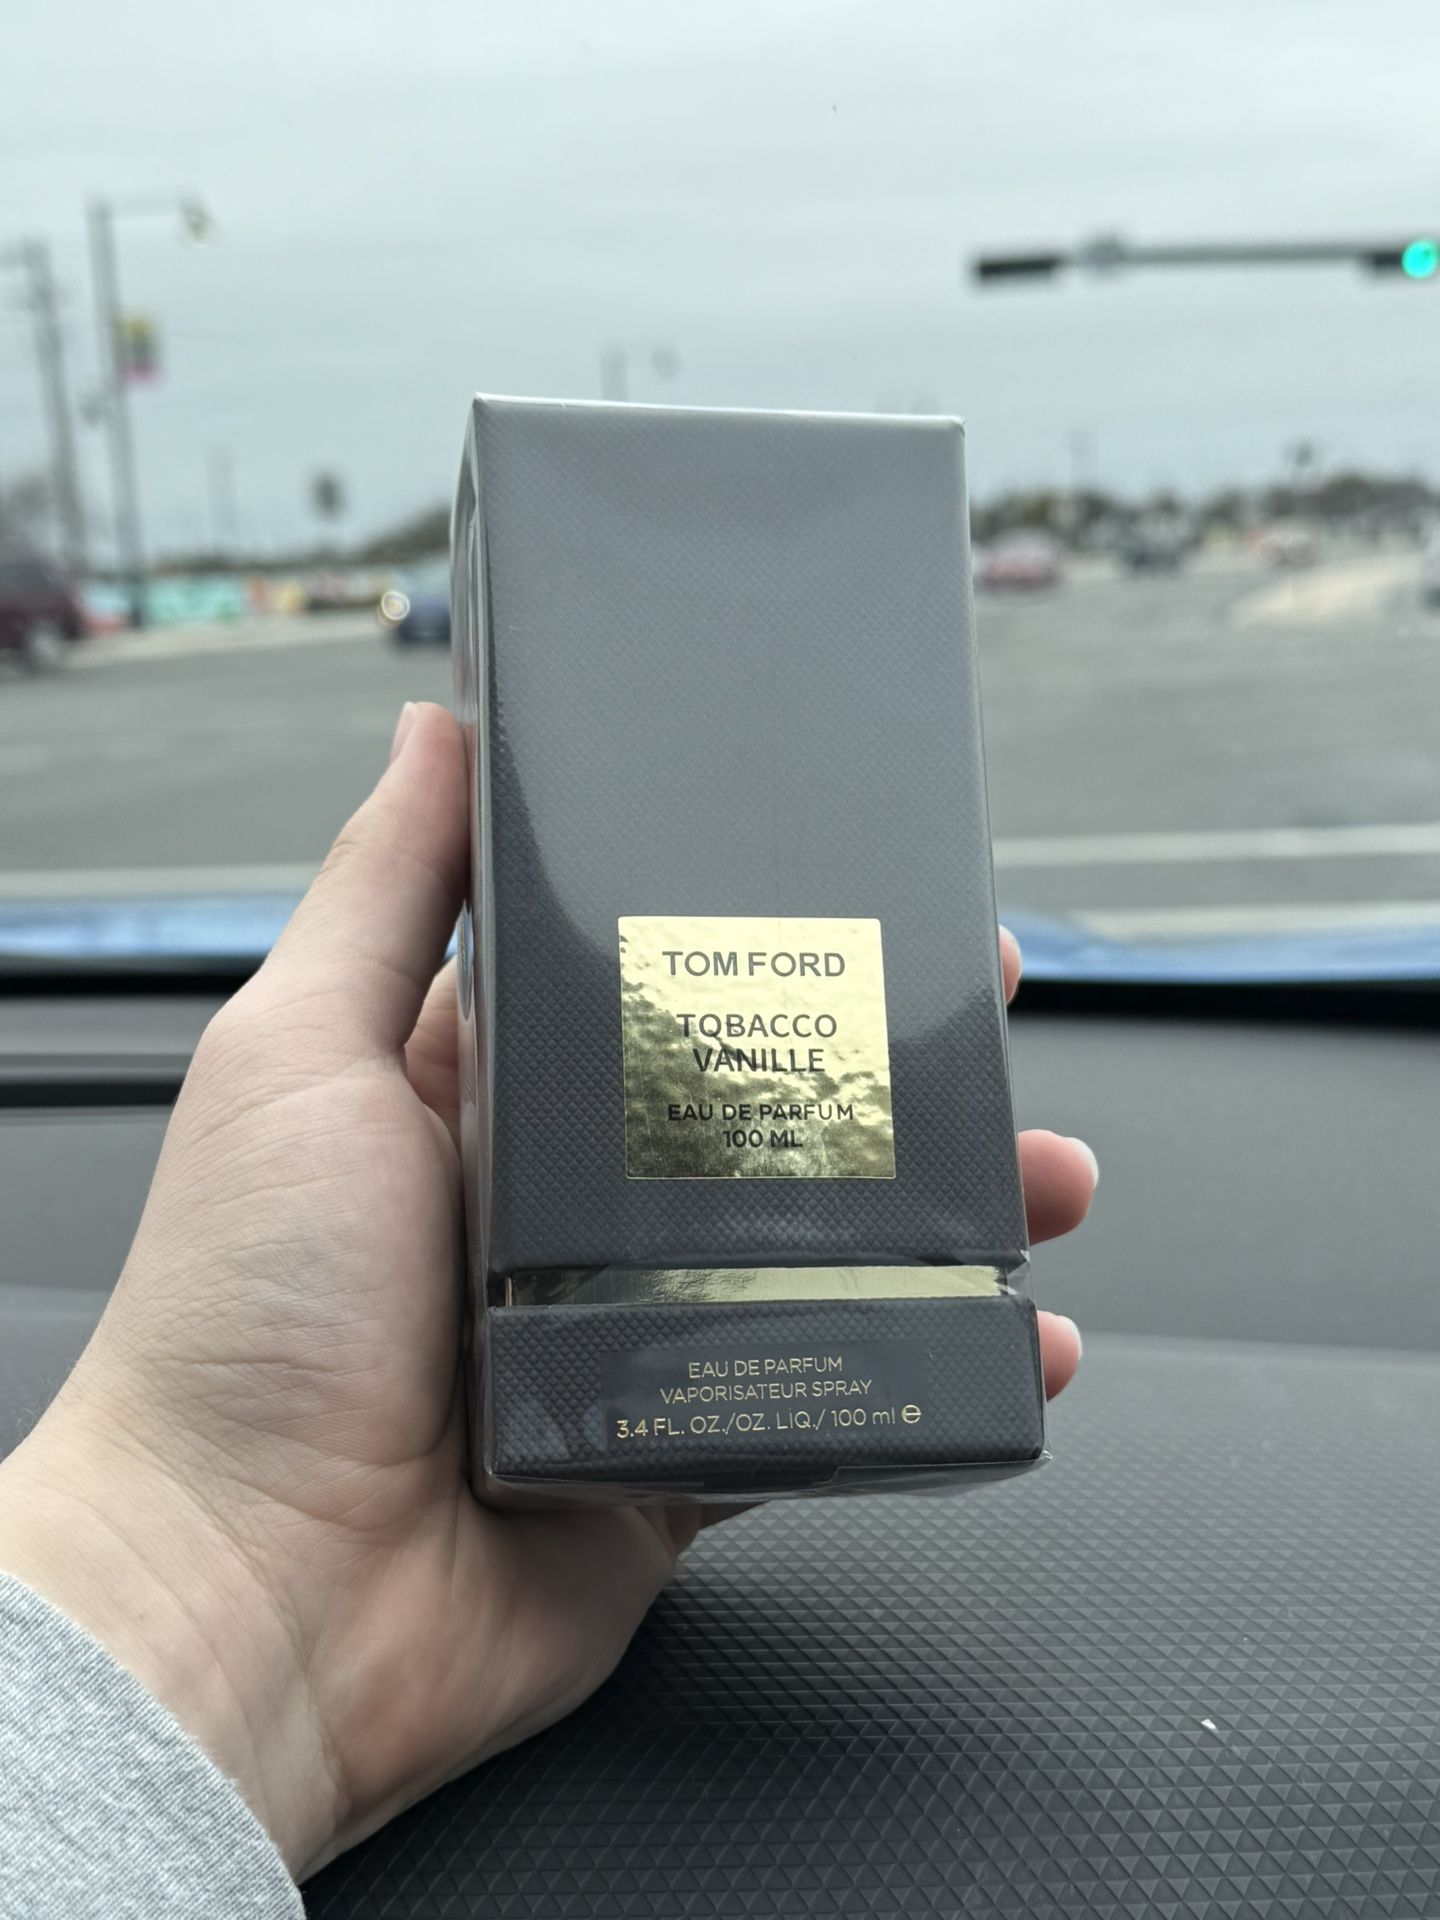 TOM FORD
TOBACCO
VANILLE
EAU DE PARFUM
100 ML
EAU DE PARFUM
VAPORISATEUR SPRAY
3.4 FL. OZ./OZ. LIQ./ 100 ml ℮